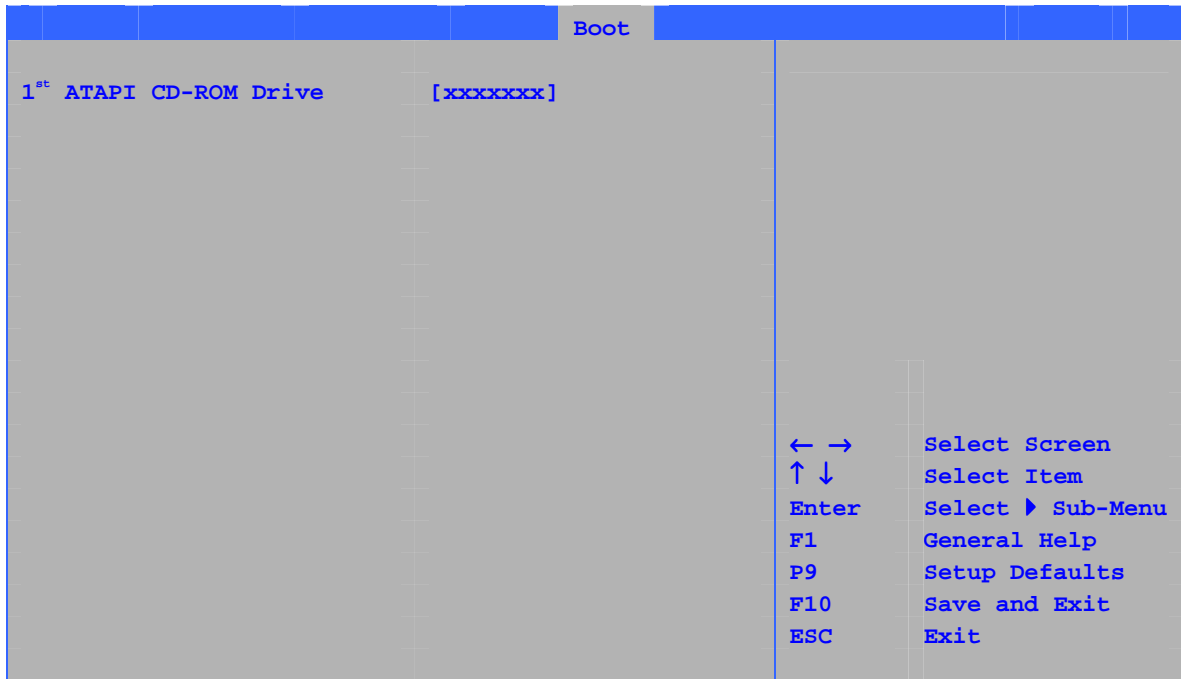 Boot
1st ATAPI CD-ROM Drive [xxxxxxx]
← → Select Screen
↑ ↓ Select Item
Enter Select ▶ Sub-Menu
F1 General Help
P9 Setup Defaults
F10 Save and Exit
ESC Exit